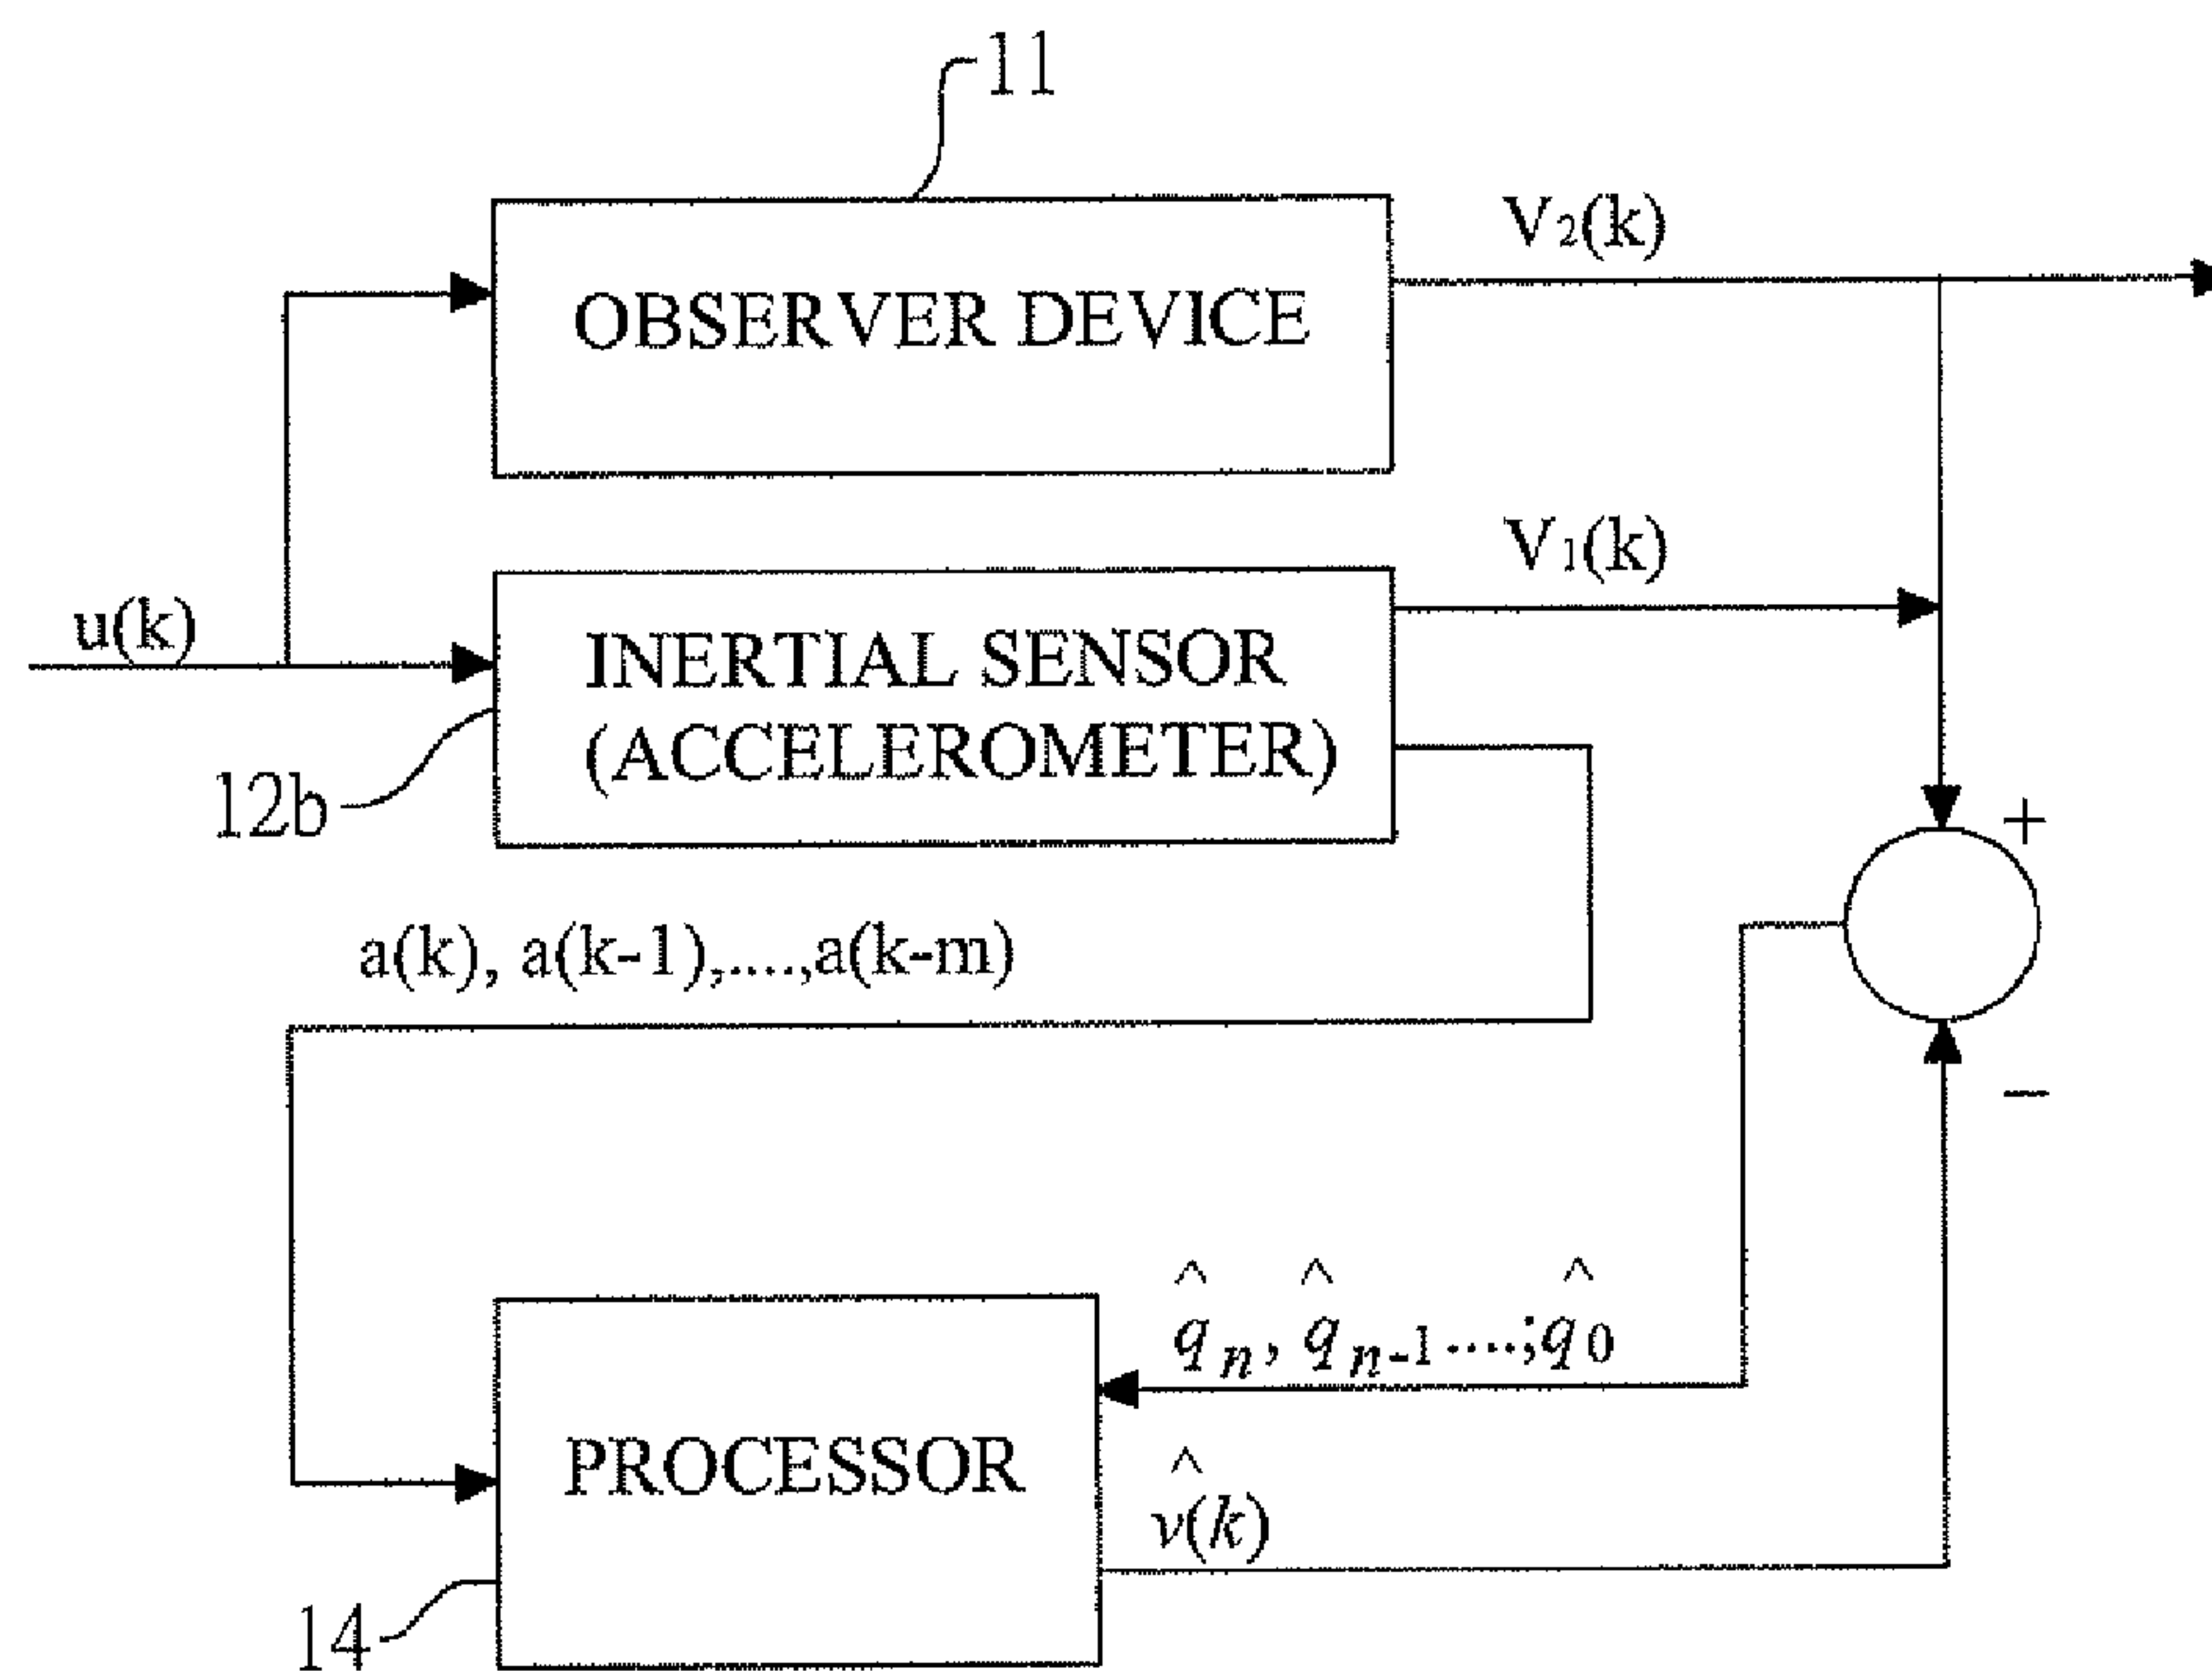 11
V₂(k)
OBSERVER DEVICE
V₁(k)
u(k)
INERTIAL SENSOR
(ACCELEROMETER)
12b
+
a(k), a(k-1),....,a(k-m)
−
q̂ₙ, q̂ₙ₋₁....;q̂₀
PROCESSOR
v̂(k)
14